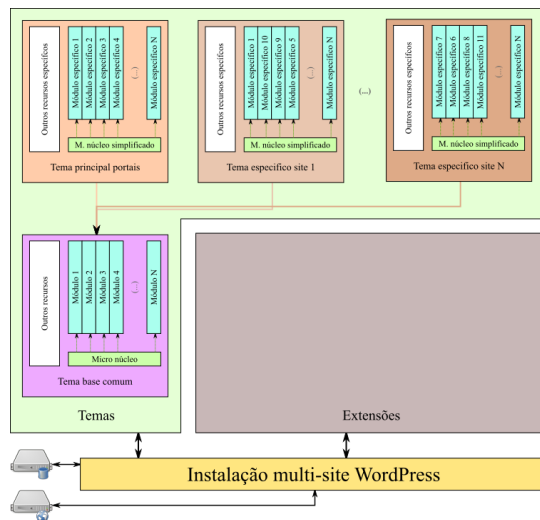 Outros recursos específcos
Módulo específico 1
Módulo específico 2
Módulo específico 3
Módulo específico 4
(...)
Módulo específico N
M. núcleo simplificado
Tema principal portais
Outros recursos específicos
Módulo específico 1
Módulo específico 10
Módulo específico 9
Módulo específico 5
(...)
Módulo específico N
M. núcleo simplificado
Tema especifico site 1
(...)
Outros recursos específicos
Módulo específico 7
Módulo específico 6
Módulo específico 8
Módulo específico 11
(...)
Módulo específico N
M. núcleo simplificado
Tema especifico site N
Outros recursos
Módulo 1
Módulo 2
Módulo 3
Módulo 4
(...)
Módulo N
Micro núcleo
Tema base comum
Temas
Extensões
Instalação multi-site WordPress